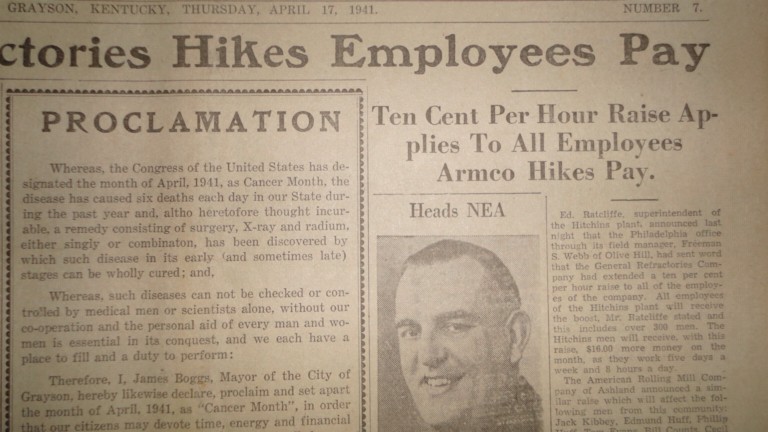 GRAYSON, KENTUCKY, THURSDAY, APRIL 17, 1941.
NUMBER 7.
ctories Hikes Employees Pay
PROCLAMATION
Whereas, the Congress of the United States has de-
signated the month of April, 1941, as Cancer Month, the
disease has caused six deaths each day in our State dur-
ing the past year and, altho heretofore thought incur-
able, a remedy consisting of surgery, X-ray and radium,
either singly or combinaton, has been discovered by
which such disease in its early (and sometimes late)
stages can be wholly cured; and,
Whereas, such diseases can not be checked or con-
trolled by medical men or scientists alone, without our
co-operation and the personal aid of every man and wo-
men is essential in its conquest, and we each have a
place to fill and a duty to perform:
Therefore, I, James Boggs, Mayor of the City of
Grayson, hereby likewise declare, proclaim and set apart
the month of April, 1941, as "Cancer Month", in order
that our citizens may devote time, energy and financial
Ten Cent Per Hour Raise Ap-
plies To All Employees
Armco Hikes Pay.
Heads NEA
Ed. Ratcliffe, superintendent of
the Hitchins plant, announced last
night that the Philadelphia office
through its field manager, Freeman
S. Webb of Olive Hill, had sent word
that the General Refractories Com-
pany had extended a ten per cent
per hour raise to all of the employ-
es of the company. All employees
of the Hitchins plant will receive
the boost, Mr. Ratcliffe stated and
this includes over 300 men. The
Hitchins men will receive, with this
raise, $16.00 more money on the
month, as they work five days a
week and 8 hours a day.
The American Rolling Mill Com-
pany of Ashland announced a sim-
ilar raise which will affect the fol-
lowing men from this community:
Jack Kibbey, Edmund Huff, Phillip